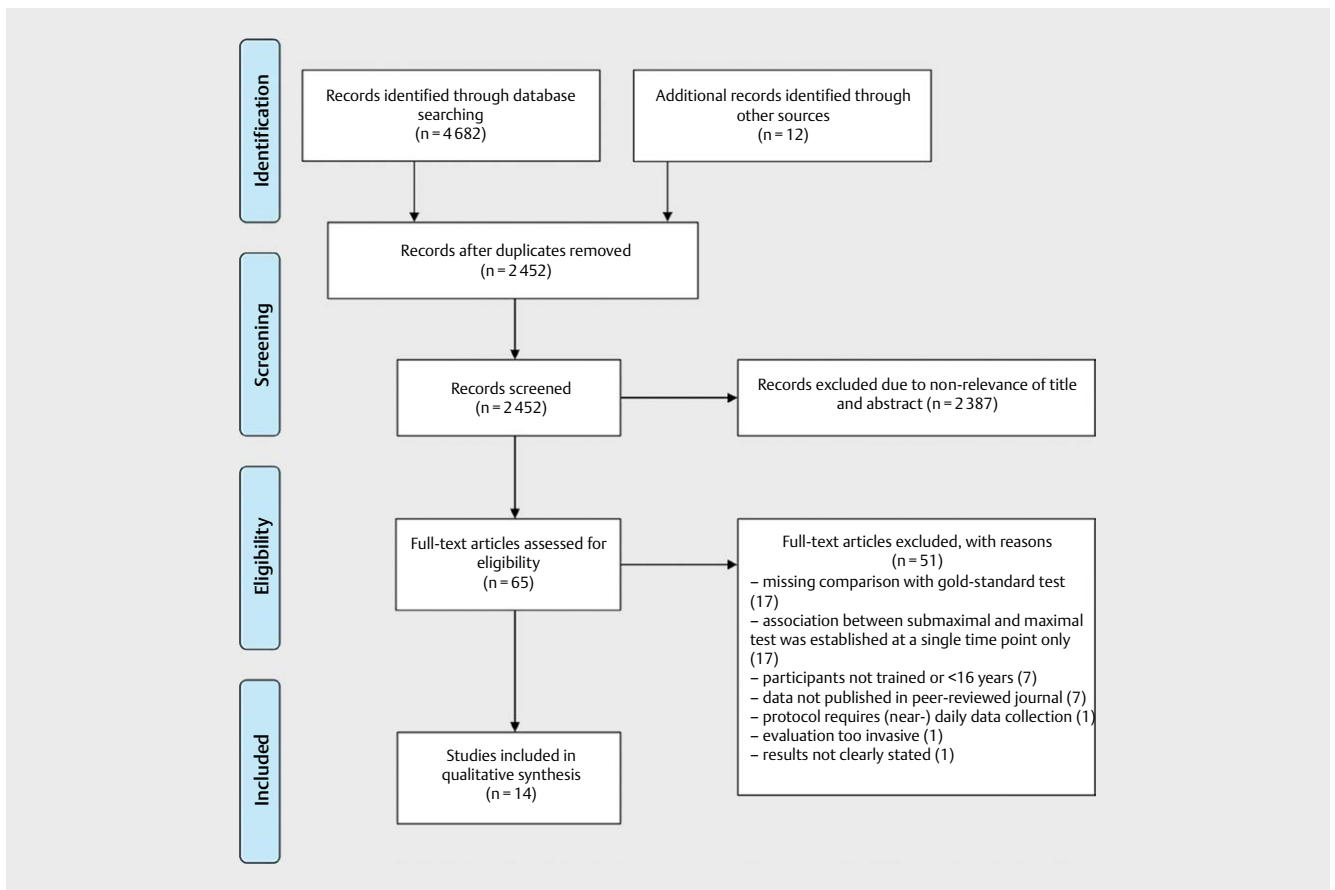 Identification
Records identified through database
searching
(n = 4 682)
Additional records identified through
other sources
(n = 12)
Records after duplicates removed
(n = 2 452)
Screening
Records screened
(n = 2 452)
Records excluded due to non-relevance of title
and abstract (n = 2 387)
Eligibility
Full-text articles assessed for
eligibility
(n = 65)
Full-text articles excluded, with reasons
(n = 51)
– missing comparison with gold-standard test
(17)
– association between submaximal and maximal
test was established at a single time point only
(17)
– participants not trained or <16 years (7)
– data not published in peer-reviewed journal (7)
– protocol requires (near-) daily data collection (1)
– evaluation too invasive (1)
– results not clearly stated (1)
Included
Studies included in
qualitative synthesis
(n = 14)